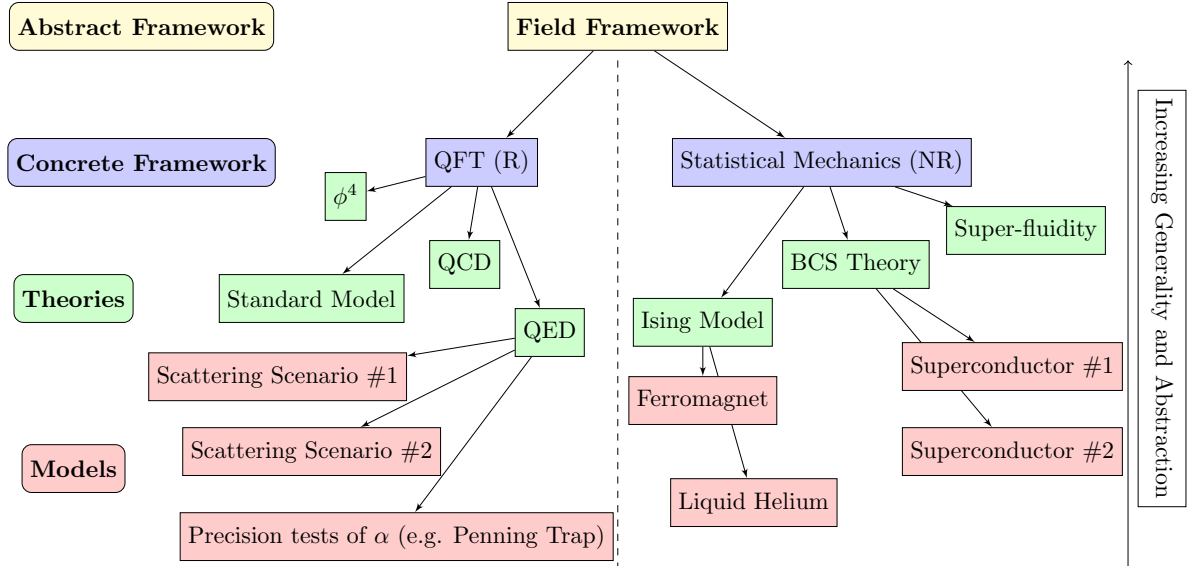 Abstract Framework
Field Framework
Concrete Framework
QFT (R)
Statistical Mechanics (NR)
ϕ⁴
Super-fluidity
QCD
BCS Theory
Theories
Standard Model
QED
Ising Model
Scattering Scenario #1
Ferromagnet
Superconductor #1
Models
Scattering Scenario #2
Superconductor #2
Liquid Helium
Precision tests of α (e.g. Penning Trap)
Increasing Generality and Abstraction